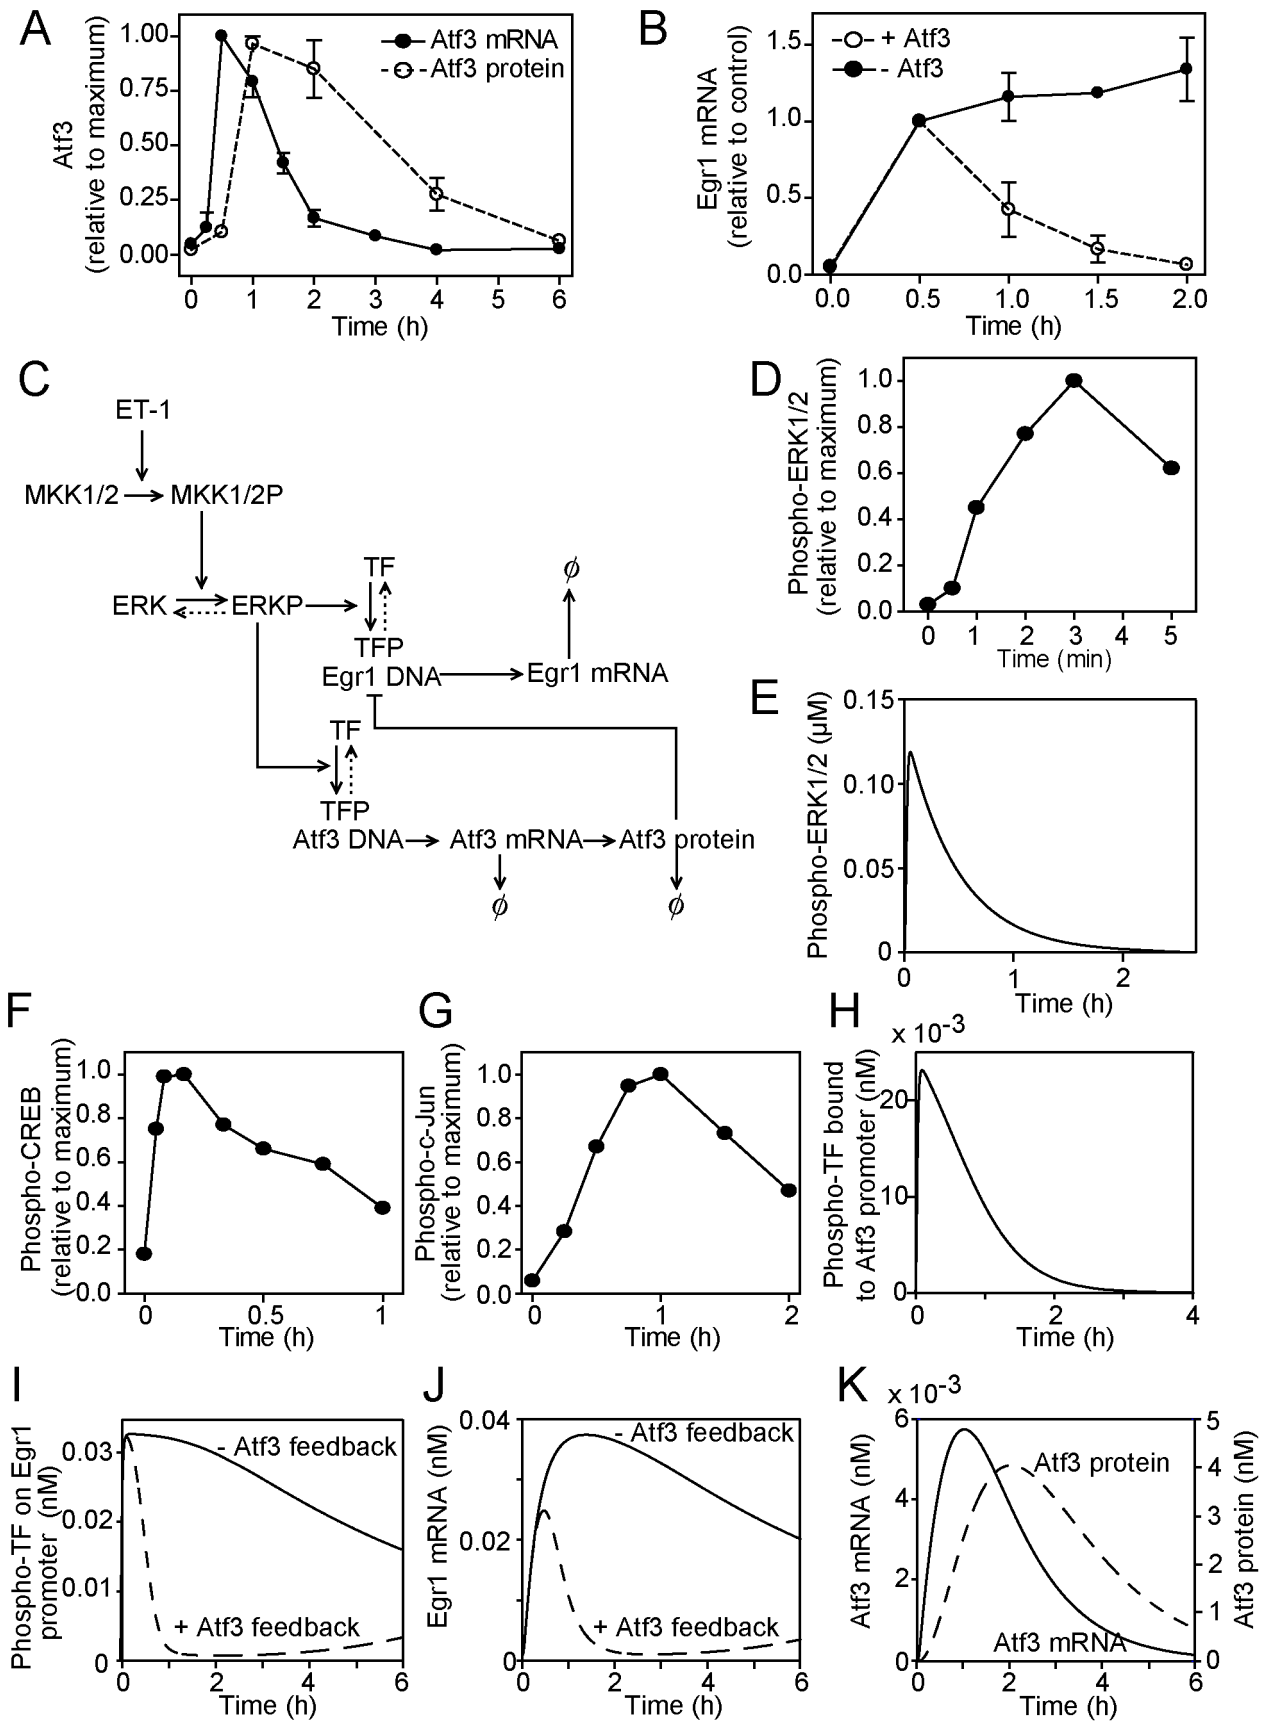 A
Atf3
(relative to maximum)
1.00
0.75
0.50
0.25
0.00
Atf3 mRNA
Atf3 protein
0 1 2 3 4 5 6
Time (h)
B
Egr1 mRNA
(relative to control)
1.5
1.0
0.5
0.0
+ Atf3
- Atf3
0.0 0.5 1.0 1.5 2.0
Time (h)
C
ET-1
MKK1/2 MKK1/2P
ERK ERKP
TF
TFP
Egr1 DNA Egr1 mRNA
ϕ
TF
TFP
Atf3 DNA Atf3 mRNA Atf3 protein
ϕ ϕ
D
Phospho-ERK1/2
(relative to maximum)
1.0
0.8
0.6
0.4
0.2
0.0
0 1 2 3 4 5
Time (min)
E
Phospho-ERK1/2 (μM)
0.15
0.10
0.05
0
0 1 2
Time (h)
F
Phospho-CREB
(relative to maximum)
1.0
0.8
0.6
0.4
0.2
0.0
0 0.5 1
Time (h)
G
Phospho-c-Jun
(relative to maximum)
1.0
0.8
0.6
0.4
0.2
0.0
0 1 2
Time (h)
H
x 10-3
Phospho-TF bound
to Atf3 promoter (nM)
20
10
0
0 2 4
Time (h)
I
Phospho-TF on Egr1
promoter (nM)
0.03
0.02
0.01
0
- Atf3 feedback
+ Atf3 feedback
0 2 4 6
Time (h)
J
Egr1 mRNA (nM)
0.04
0.02
0
- Atf3 feedback
+ Atf3 feedback
0 2 4 6
Time (h)
K
x 10-3
Atf3 mRNA (nM)
6
4
2
0
Atf3 protein
Atf3 mRNA
5
4
3
2
1
0
Atf3 protein (nM)
0 2 4 6
Time (h)